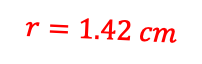 r = 1.42 cm